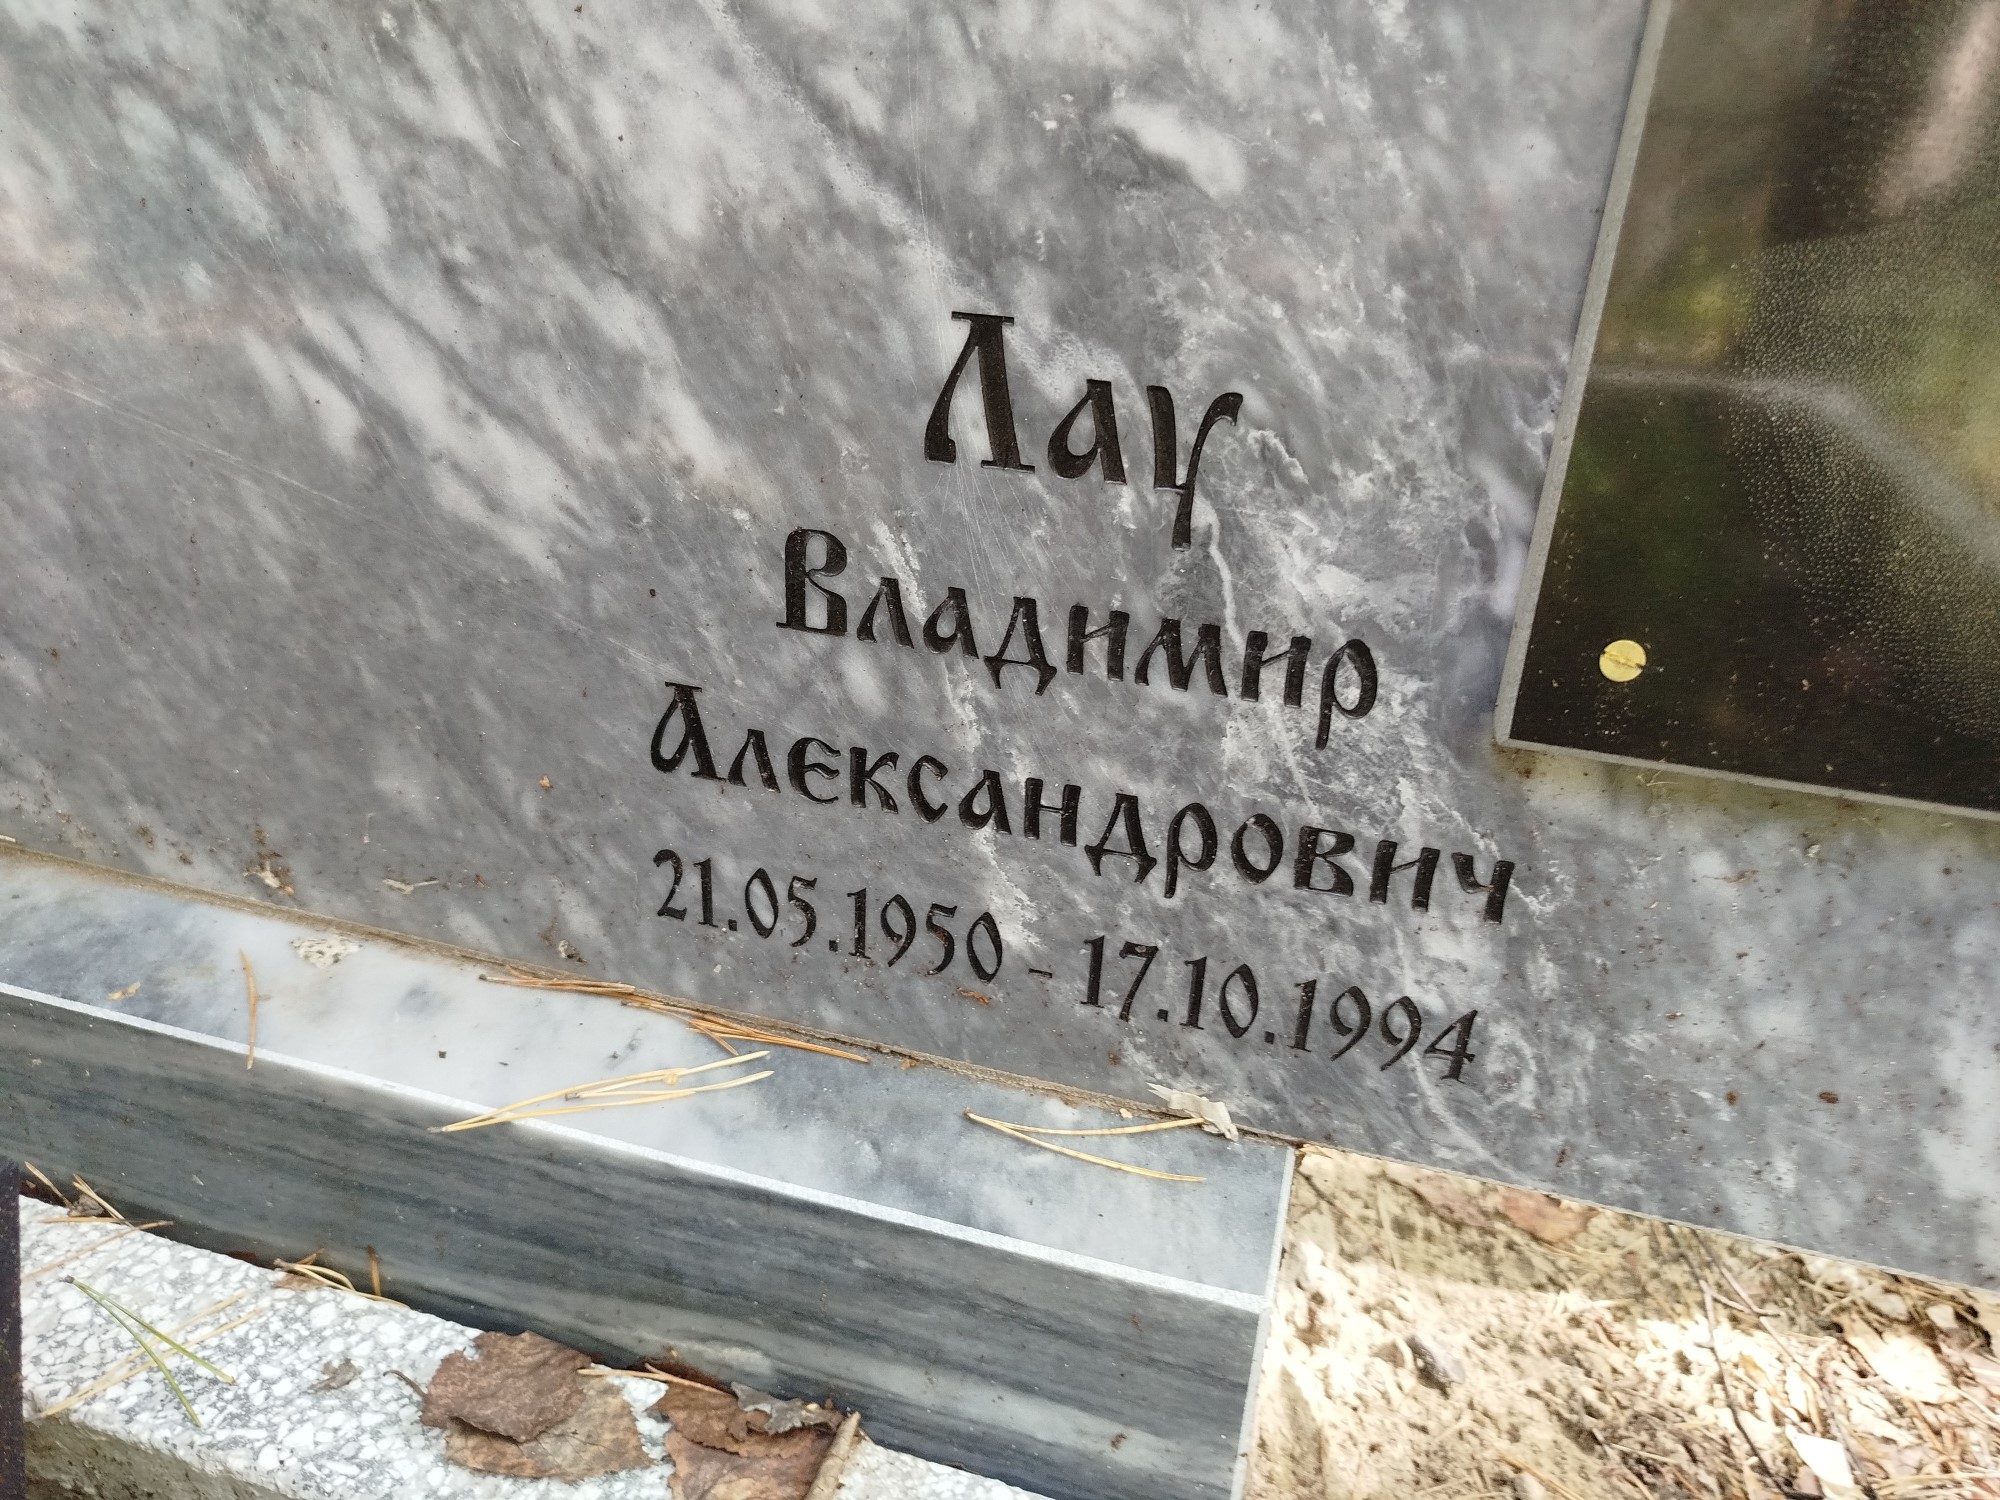 Лау
Владимир
Александрович
21.05.1950 - 17.10.1994